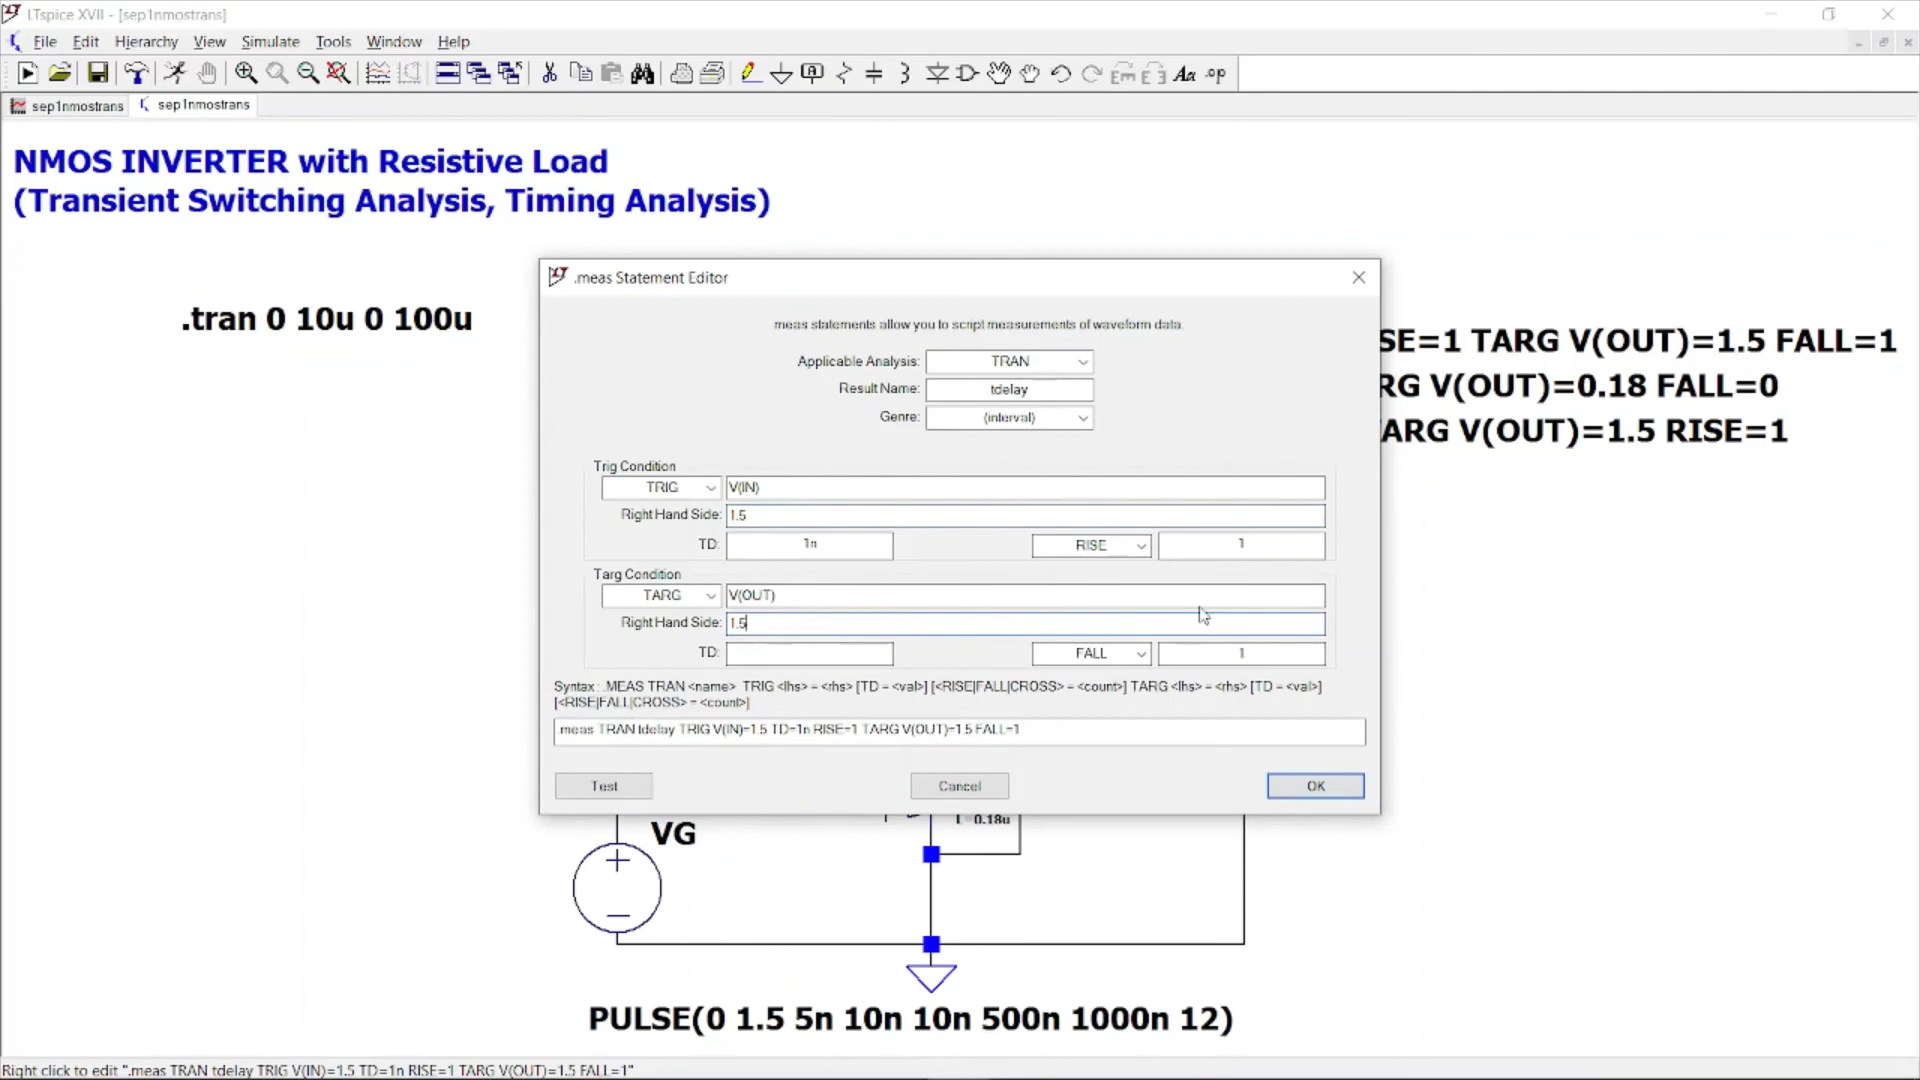 LTspice XVII - [sep1nmostrans]
File Edit Hierarchy View Simulate Tools Window Help
Aa .op
sep1nmostrans sep1nmostrans
NMOS INVERTER with Resistive Load
(Transient Switching Analysis, Timing Analysis)
.tran 0 10u 0 100u
SE=1 TARG V(OUT)=1.5 FALL=1
RG V(OUT)=0.18 FALL=0
ARG V(OUT)=1.5 RISE=1
.meas Statement Editor
meas statements allow you to script measurements of waveform data.
Applicable Analysis: TRAN
Result Name: tdelay
Genre: (interval)
Trig Condition
TRIG V(IN)
Right Hand Side: 1.5
TD: 1n RISE 1
Targ Condition
TARG V(OUT)
Right Hand Side: 1.5
TD: FALL 1
Syntax: .MEAS TRAN <name> TRIG <lhs> = <rhs> [TD = <val>] [<RISE|FALL|CROSS> = <count>] TARG <lhs> = <rhs> [TD = <val>]
[<RISE|FALL|CROSS> = <count>]
.meas TRAN tdelay TRIG V(IN)=1.5 TD=1n RISE=1 TARG V(OUT)=1.5 FALL=1
Test Cancel OK
L=0.18u
VG
PULSE(0 1.5 5n 10n 10n 500n 1000n 12)
Right click to edit ".meas TRAN tdelay TRIG V(IN)=1.5 TD=1n RISE=1 TARG V(OUT)=1.5 FALL=1"